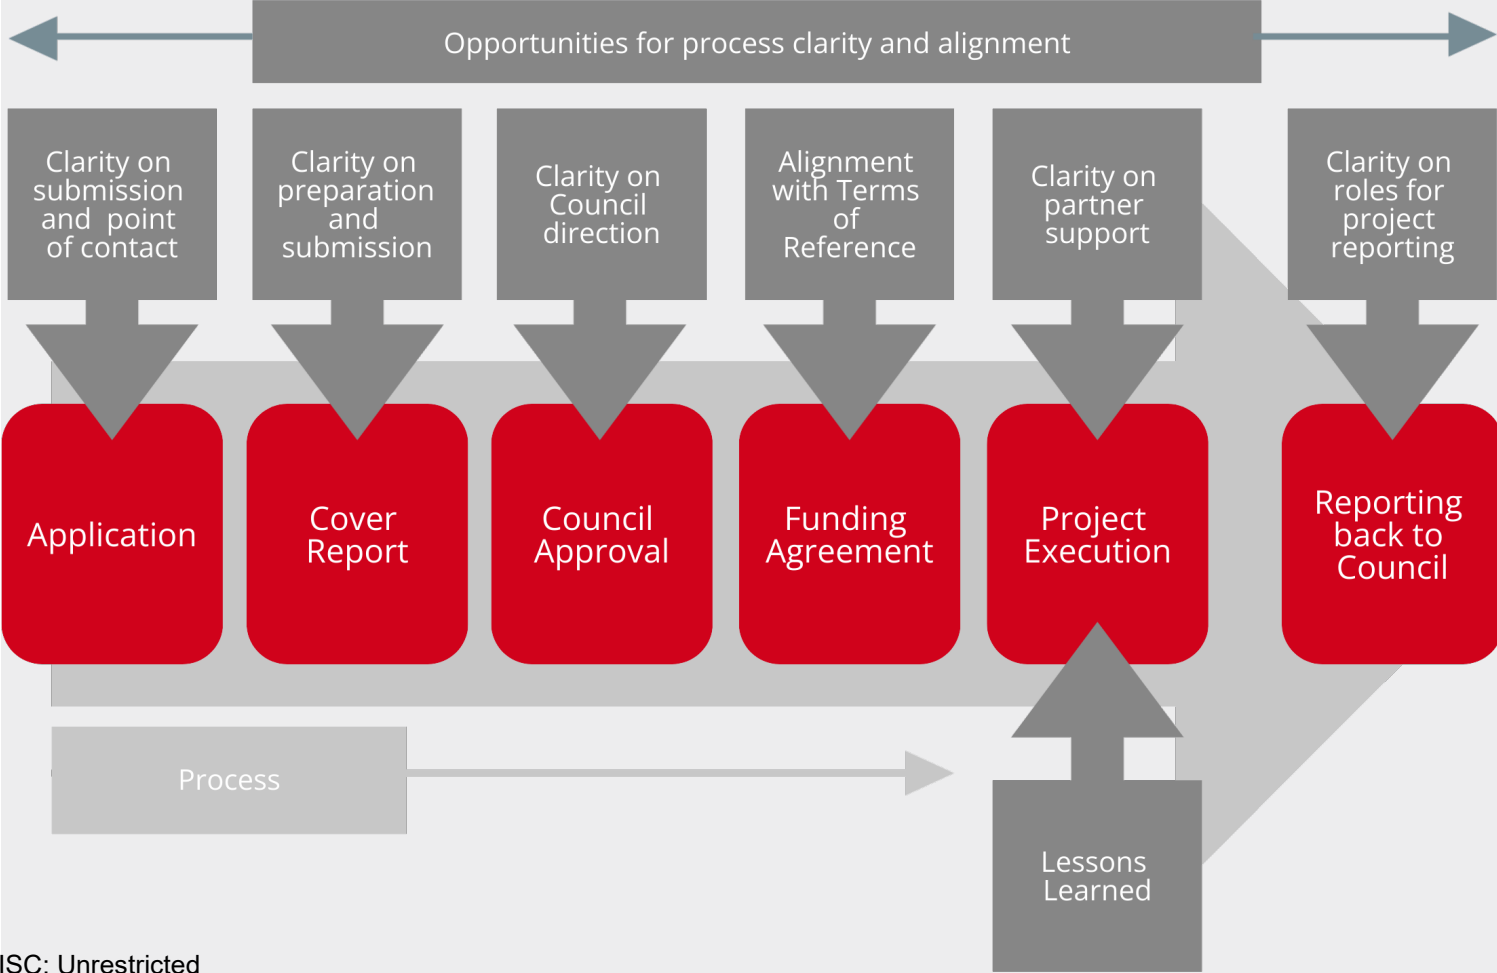 Opportunities for process clarity and alignment
Clarity on
submission
and point
of contact
Clarity on
preparation
and
submission
Clarity on
Council
direction
Alignment
with Terms
of
Reference
Clarity on
partner
support
Clarity on
roles for
project
reporting
Application
Cover
Report
Council
Approval
Funding
Agreement
Project
Execution
Reporting
back to
Council
Process
Lessons
Learned
ISC: Unrestricted